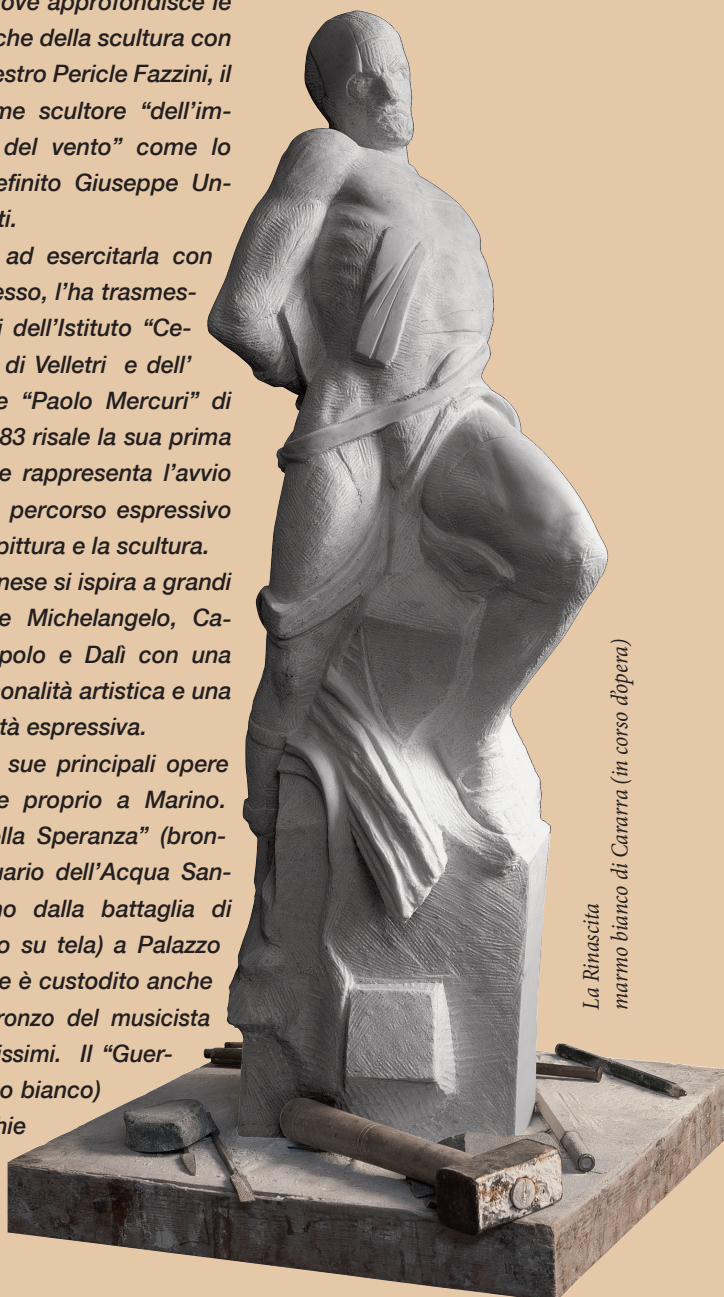 ove approfondisce le
che della scultura con
estro Pericle Fazzini, il
me scultore “dell’im-
del vento” come lo
efinito Giuseppe Un-
ti.
ad esercitarla con
esso, l’ha trasmes-
i dell’Istituto “Ce-
di Velletri e dell’
e “Paolo Mercuri” di
83 risale la sua prima
e rappresenta l’avvio
percorso espressivo
pittura e la scultura.
nese si ispira a grandi
e Michelangelo, Ca-
polo e Dalì con una
onalità artistica e una
tà espressiva.
sue principali opere
e proprio a Marino.
lla Speranza” (bron-
uario dell’Acqua San-
no dalla battaglia di
o su tela) a Palazzo
e è custodito anche
ronzo del musicista
issimi. Il “Guer-
o bianco)
hie
La Rinascita
marmo bianco di Cararra (in corso d'opera)